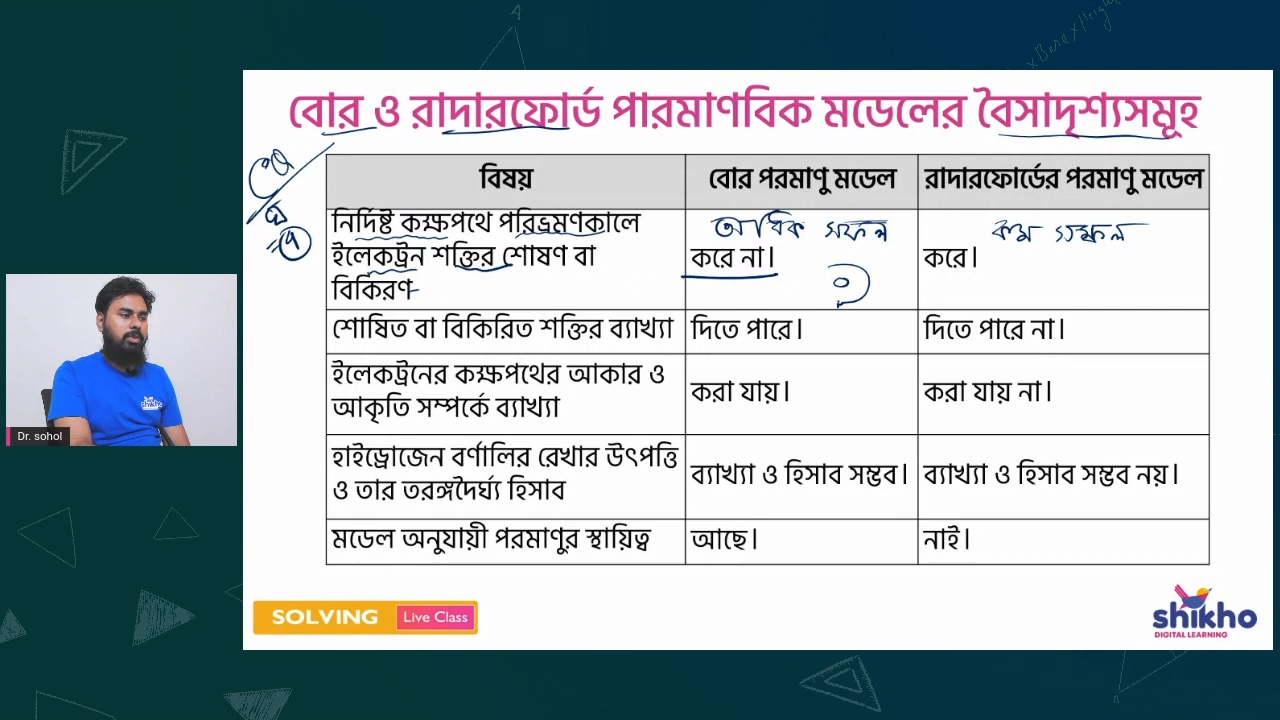 বোর ও রাদারফোর্ড পারমাণবিক মডেলের বৈসাদৃশ্যসমূহ
বিষয় বোর পরমাণু মডেল রাদারফোর্ডের পরমাণু মডেল
নির্দিষ্ট কক্ষপথে পরিভ্রমণকালে
ইলেকট্রন শক্তির শোষণ বা
বিকিরণ
অধিক সফল
করে না।
কম সফল
করে।
শোষিত বা বিকিরিত শক্তির ব্যাখ্যা দিতে পারে। দিতে পারে না।
ইলেকট্রনের কক্ষপথের আকার ও
আকৃতি সম্পর্কে ব্যাখ্যা
করা যায়।
করা যায় না।
হাইড্রোজেন বর্ণালির রেখার উৎপত্তি
ও তার তরঙ্গদৈর্ঘ্য হিসাব
ব্যাখ্যা ও হিসাব সম্ভব।
ব্যাখ্যা ও হিসাব সম্ভব নয়।
মডেল অনুযায়ী পরমাণুর স্থায়িত্ব আছে। নাই।
Dr. sohol
shikho
SOLVING Live Class
shikho
DIGITAL LEARNING